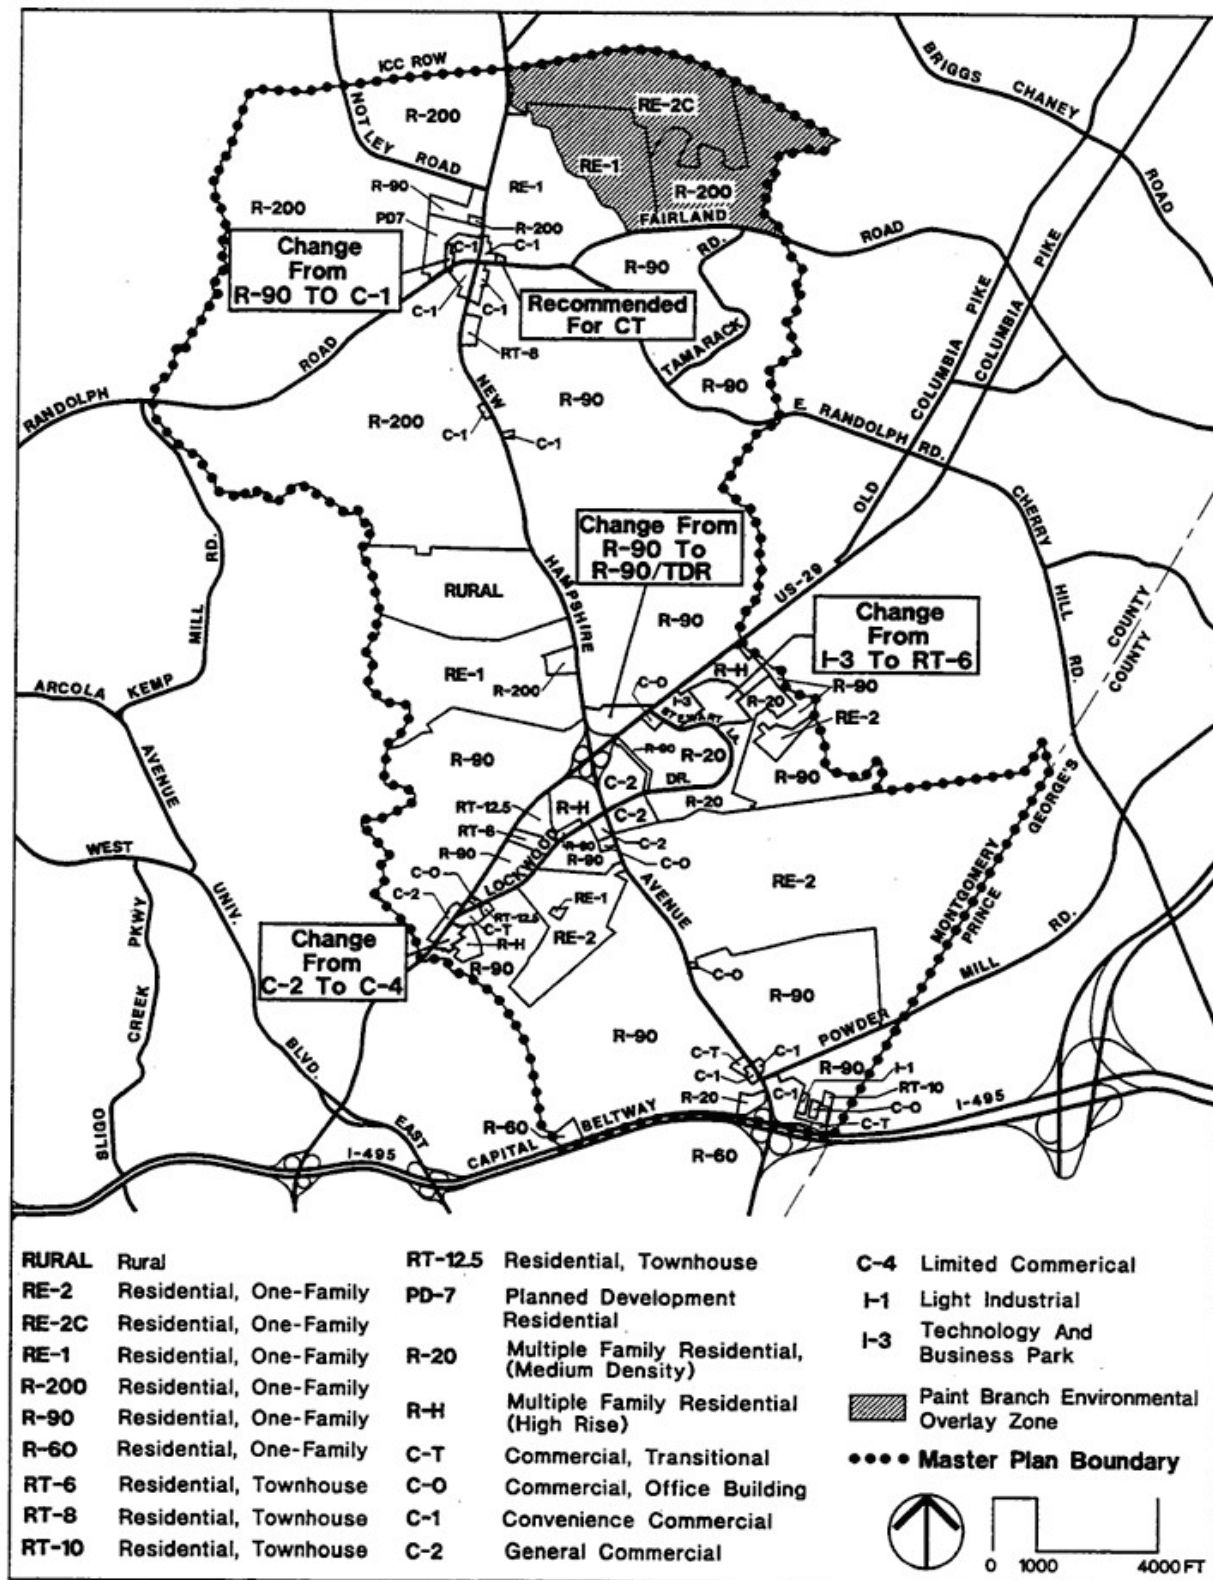 ICC ROW
BRIGGS CHANEY ROAD
NOTLEY ROAD
R-200
RE-2C
RE-1
R-200
R-90
RE-1
R-200
PD7
R-200
FAIRLAND ROAD
C-1
C-1
RD.
R-90
Change
From
R-90 TO C-1
C-1
C-1
Recommended
For CT
RT-8
TAMARACK
R-90
COLUMBIA PIKE
OLD COLUMBIA PIKE
RANDOLPH ROAD
NEW HAMPSHIRE AVENUE
R-90
R-200
C-1
C-1
E. RANDOLPH RD.
CHERRY HILL RD.
Change From
R-90 To
R-90/TDR
US-29
RURAL
R-90
Change
From
I-3 To RT-6
COUNTY
COUNTY
KEMP MILL RD.
ARCOLA AVENUE
RE-1
R-200
C-O
R-H
I-3
R-20
R-90
RE-2
STEWART LA.
R-90
R-90
R-20
R-90
C-2
DR.
R-20
RT-12.5
R-H
C-2
RT-6
R-90
R-90
C-2
R-90
C-O
LOCKWOOD
WEST
UNIV. BLVD. EAST
C-O
C-2
RE-1
RE-2
RT-12.5
C-T
R-H
RE-2
R-90
MONTGOMERY
PRINCE GEORGE'S
Change
From
C-2 To C-4
SLIGO CREEK PKWY
C-O
R-90
POWDER MILL RD.
R-90
C-T
C-1
C-1
R-90
I-1
RT-10
R-20
C-1
C-O
C-T
I-495
R-60
CAPITAL BELTWAY
I-495
R-60
RURAL Rural
RE-2 Residential, One-Family
RE-2C Residential, One-Family
RE-1 Residential, One-Family
R-200 Residential, One-Family
R-90 Residential, One-Family
R-60 Residential, One-Family
RT-6 Residential, Townhouse
RT-8 Residential, Townhouse
RT-10 Residential, Townhouse
RT-12.5 Residential, Townhouse
PD-7 Planned Development
Residential
R-20 Multiple Family Residential,
(Medium Density)
R-H Multiple Family Residential
(High Rise)
C-T Commercial, Transitional
C-O Commercial, Office Building
C-1 Convenience Commercial
C-2 General Commercial
C-4 Limited Commerical
I-1 Light Industrial
I-3 Technology And
Business Park
Paint Branch Environmental
Overlay Zone
Master Plan Boundary
0 1000 4000 FT